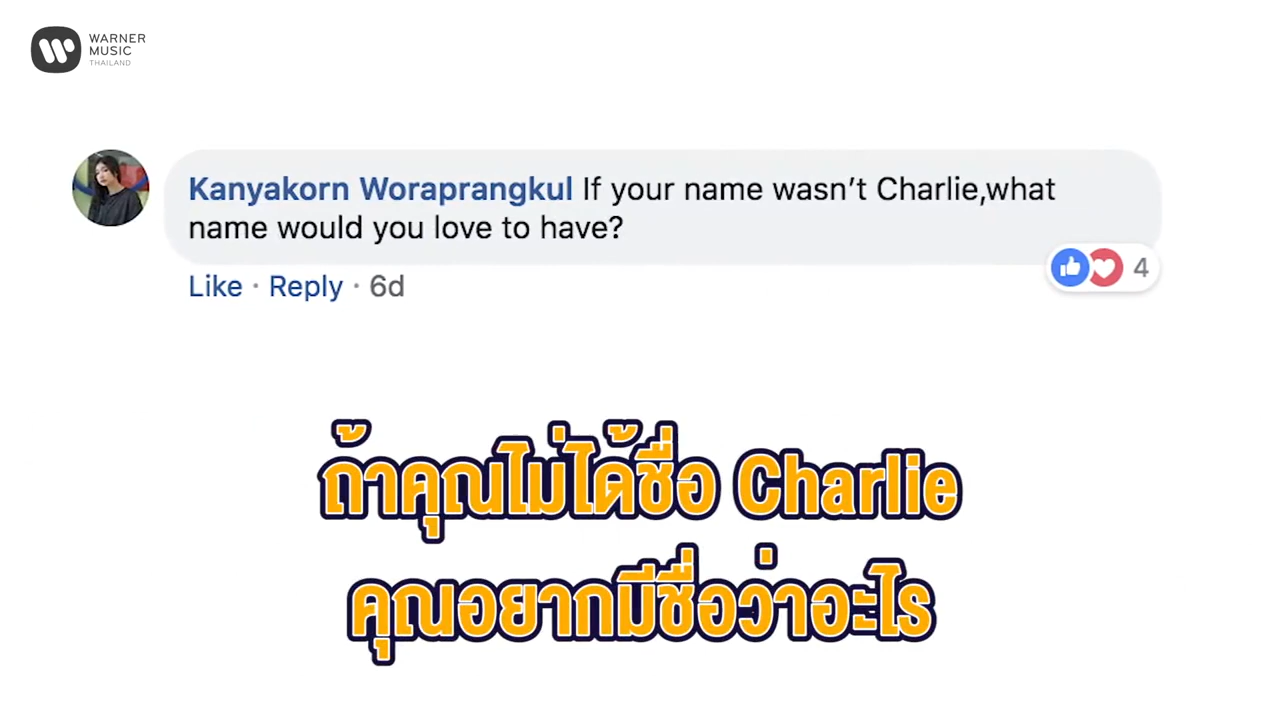 WARNER
MUSIC
THAILAND
Kanyakorn Woraprangkul If your name wasn't Charlie,what
name would you love to have?
Like · Reply · 6d
4
ถ้าคุณไม่ได้ชื่อ Charlie
คุณอยากมีชื่อว่าอะไร